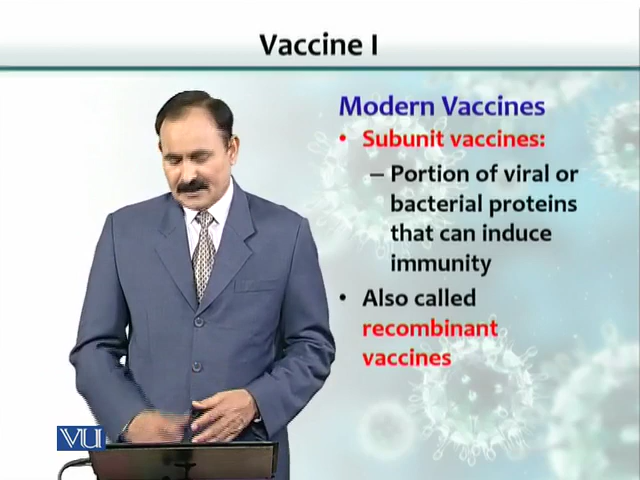 Vaccine I
Modern Vaccines
• Subunit vaccines:
– Portion of viral or
bacterial proteins
that can induce
immunity
• Also called
recombinant
vaccines
VU